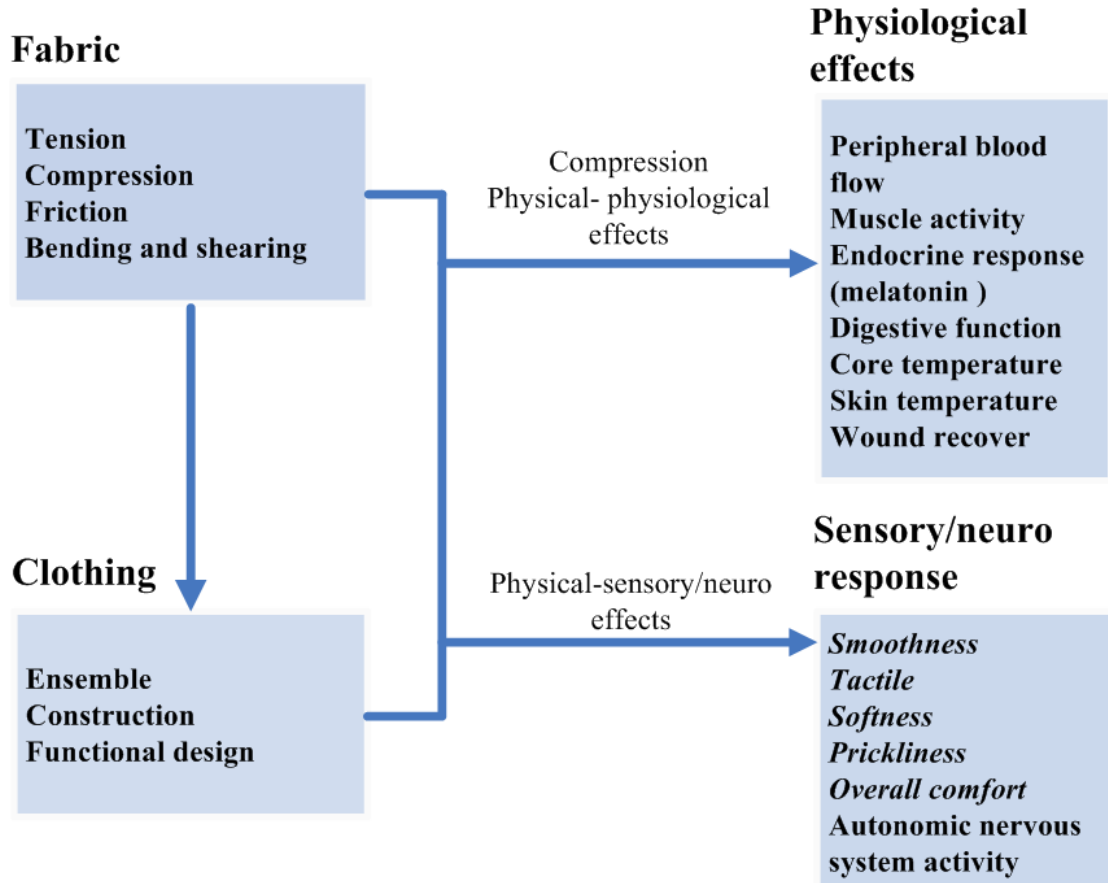 Fabric
Tension
Compression
Friction
Bending and shearing
Clothing
Ensemble
Construction
Functional design
Compression
Physical- physiological
effects
Physical-sensory/neuro
effects
Physiological
effects
Peripheral blood
flow
Muscle activity
Endocrine response
(melatonin )
Digestive function
Core temperature
Skin temperature
Wound recover
Sensory/neuro
response
Smoothness
Tactile
Softness
Prickliness
Overall comfort
Autonomic nervous
system activity